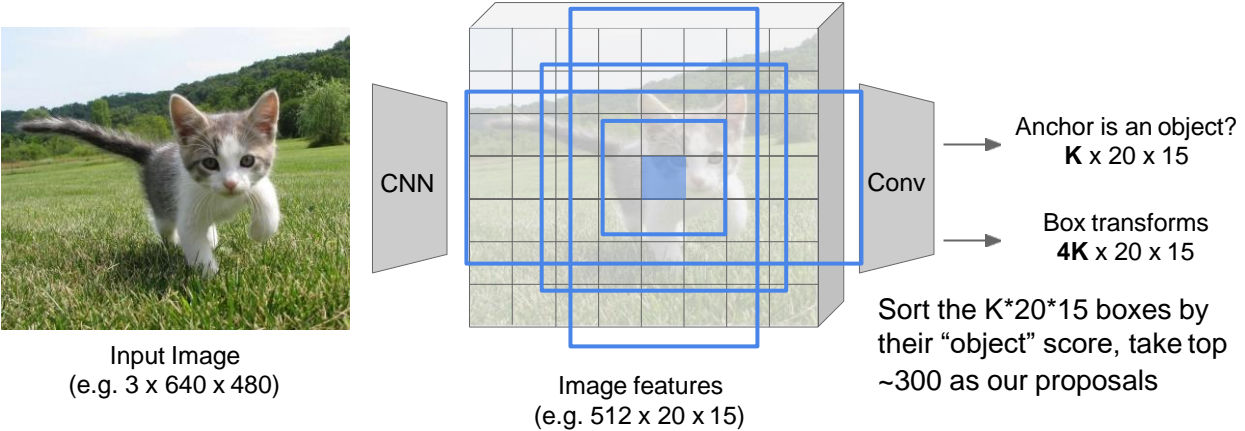 CNN
Conv
Anchor is an object?
K x 20 x 15
Box transforms
4K x 20 x 15
Input Image
(e.g. 3 x 640 x 480)
Image features
(e.g. 512 x 20 x 15)
Sort the K*20*15 boxes by
their “object” score, take top
~300 as our proposals